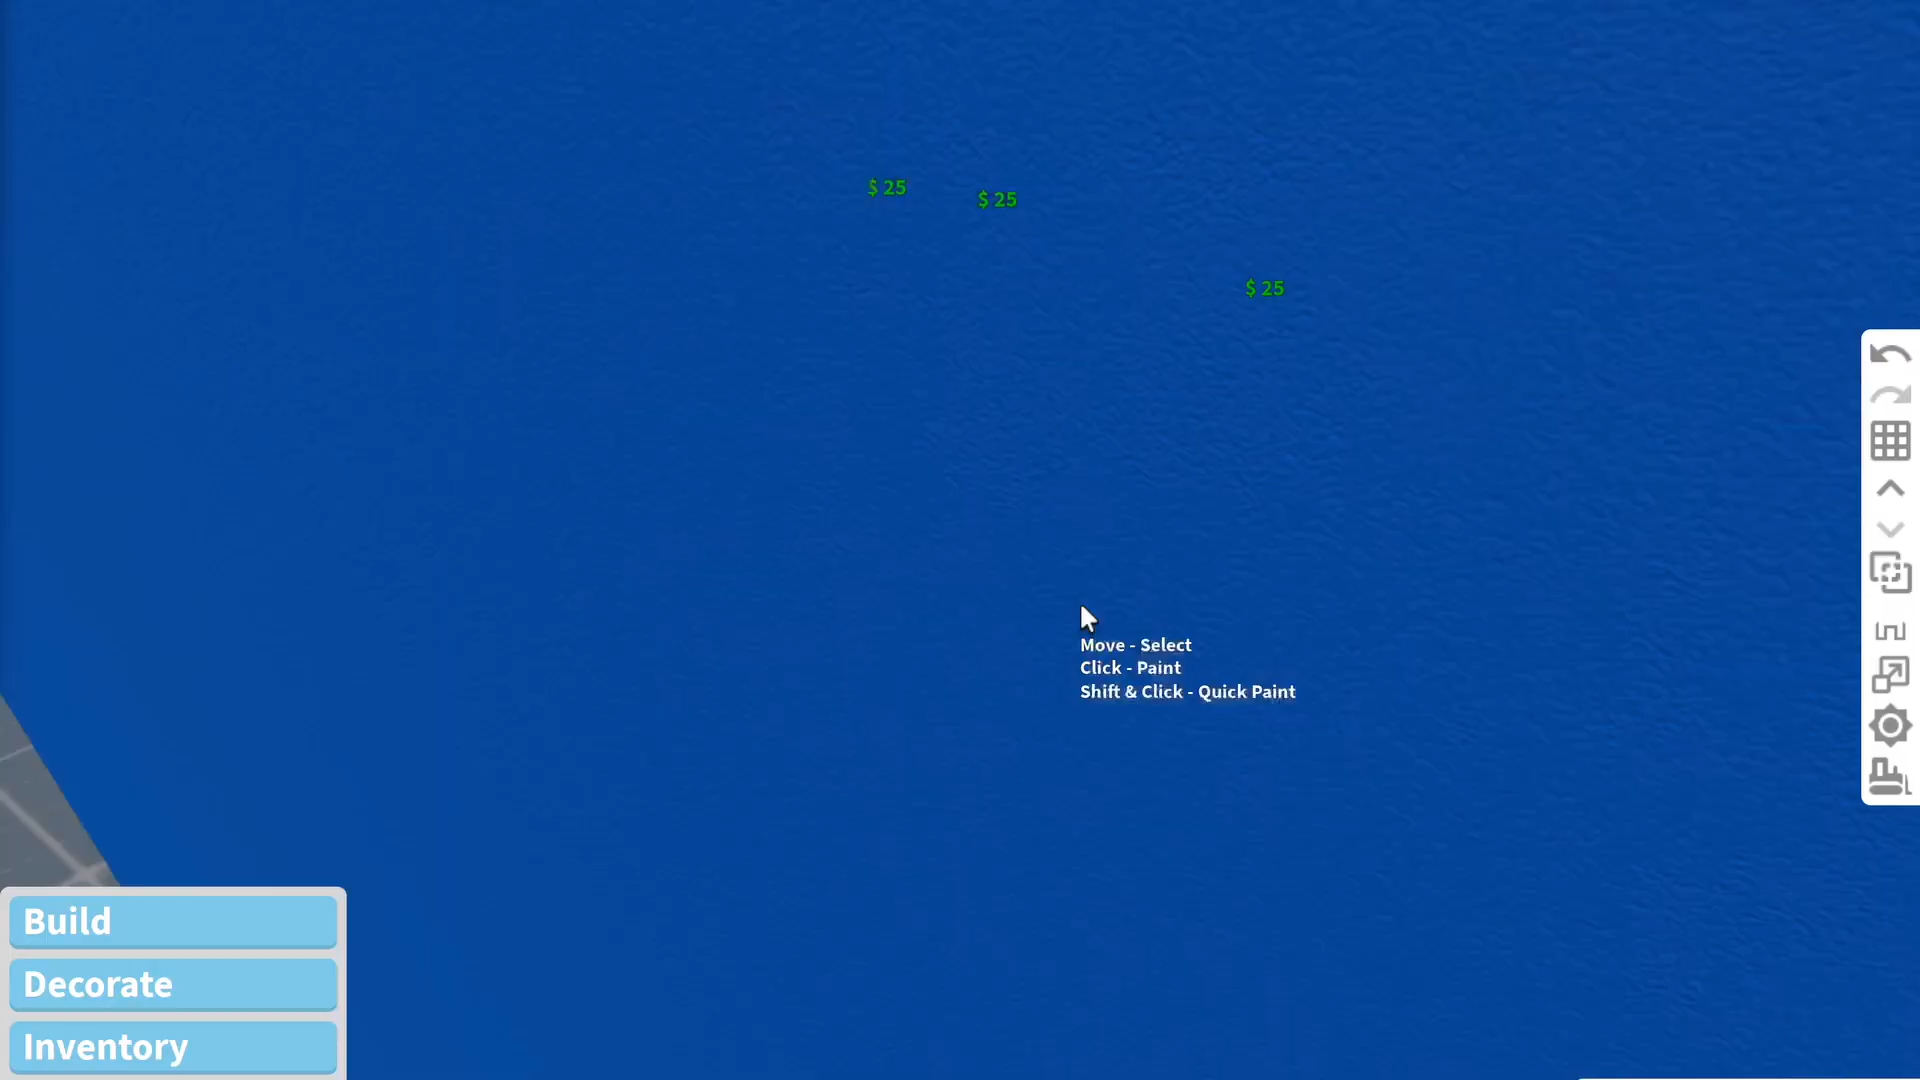 $ 25
$ 25
$ 25
Move - Select
Click - Paint
Shift & Click - Quick Paint
Build
Decorate
Inventory